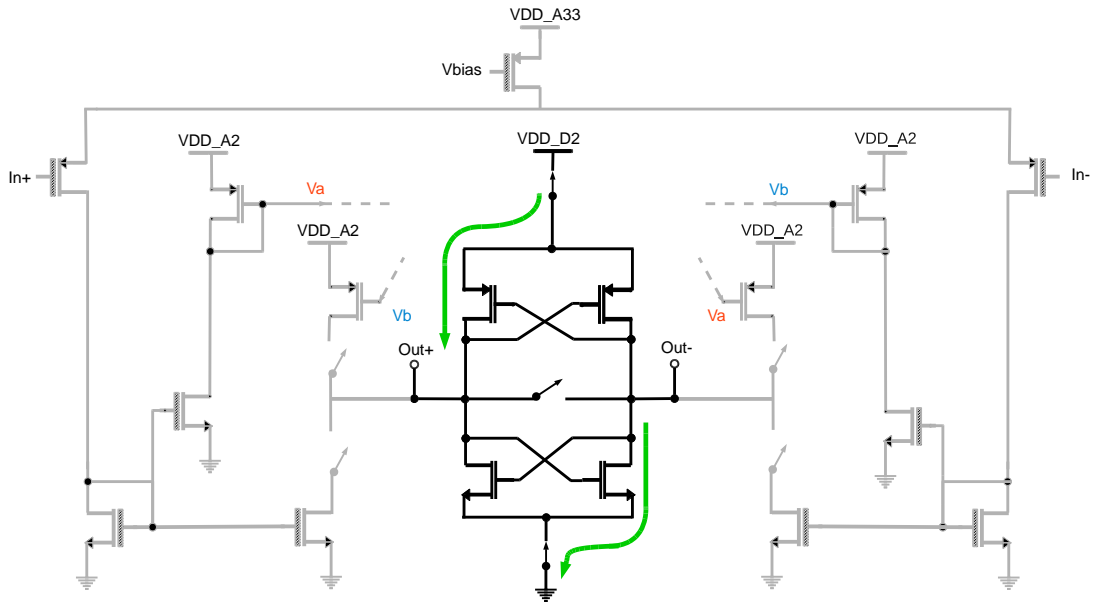 VDD_A33
Vbias
VDD_A2
VDD_D2
VDD_A2
In+
Va
Vb
In-
VDD_A2
VDD_A2
Vb
Va
Out+
Out-